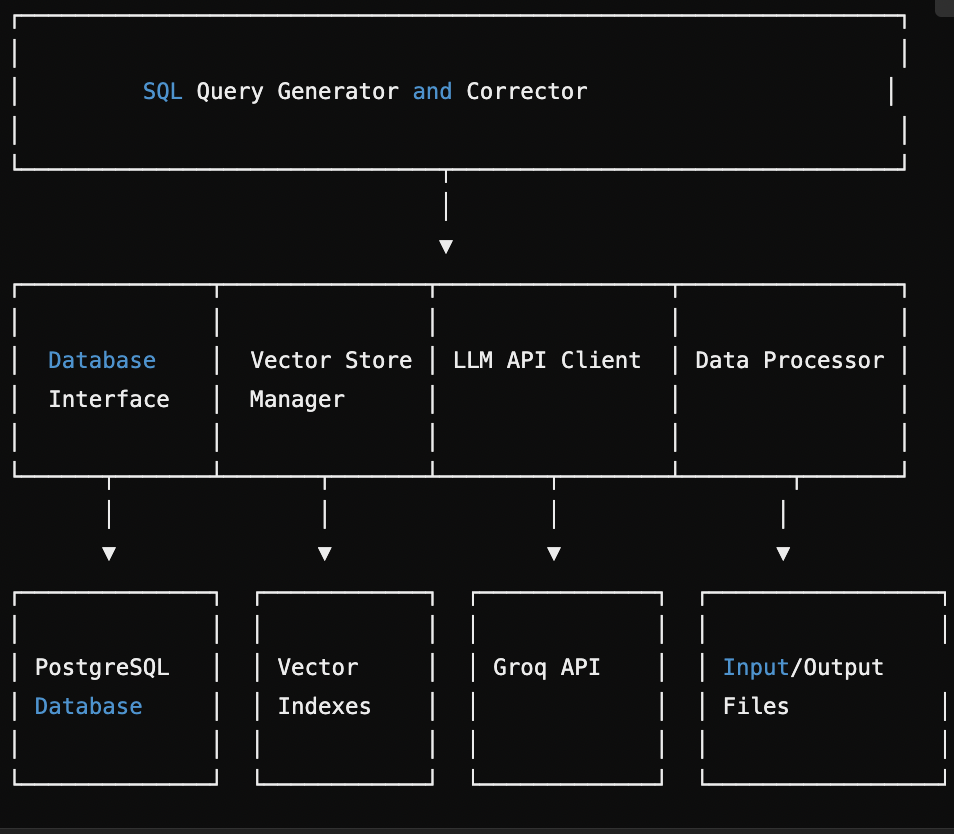 SQL Query Generator and Corrector
Database Vector Store LLM API Client Data Processor
Interface Manager
PostgreSQL Vector Groq API Input/Output
Database Indexes Files